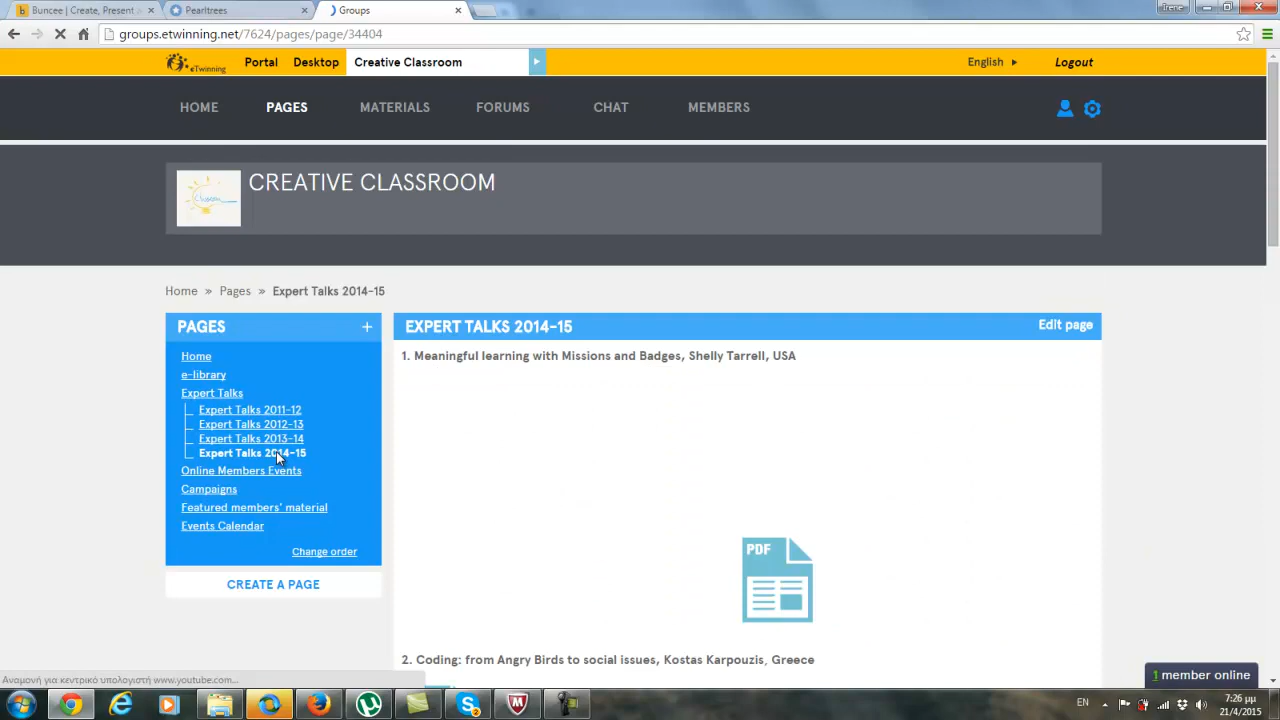 Buncee | Create, Present
Pearltrees
Groups
Irene
groups.etwinning.net/7624/pages/page/34404
eTwinning
Portal
Desktop
Creative Classroom
English
Logout
HOME
PAGES
MATERIALS
FORUMS
CHAT
MEMBERS
CREATIVE CLASSROOM
Home » Pages » Expert Talks 2014-15
PAGES +
Home
e-library
Expert Talks
Expert Talks 2011-12
Expert Talks 2012-13
Expert Talks 2013-14
Expert Talks 2014-15
Online Members Events
Campaigns
Featured members' material
Events Calendar
Change order
CREATE A PAGE
EXPERT TALKS 2014-15
Edit page
1. Meaningful learning with Missions and Badges, Shelly Tarrell, USA
PDF
2. Coding: from Angry Birds to social issues, Kostas Karpouzis, Greece
1 member online
Αναμονή για κεντρικό υπολογιστή www.youtube.com...
EN
7:26 μμ
21/4/2015